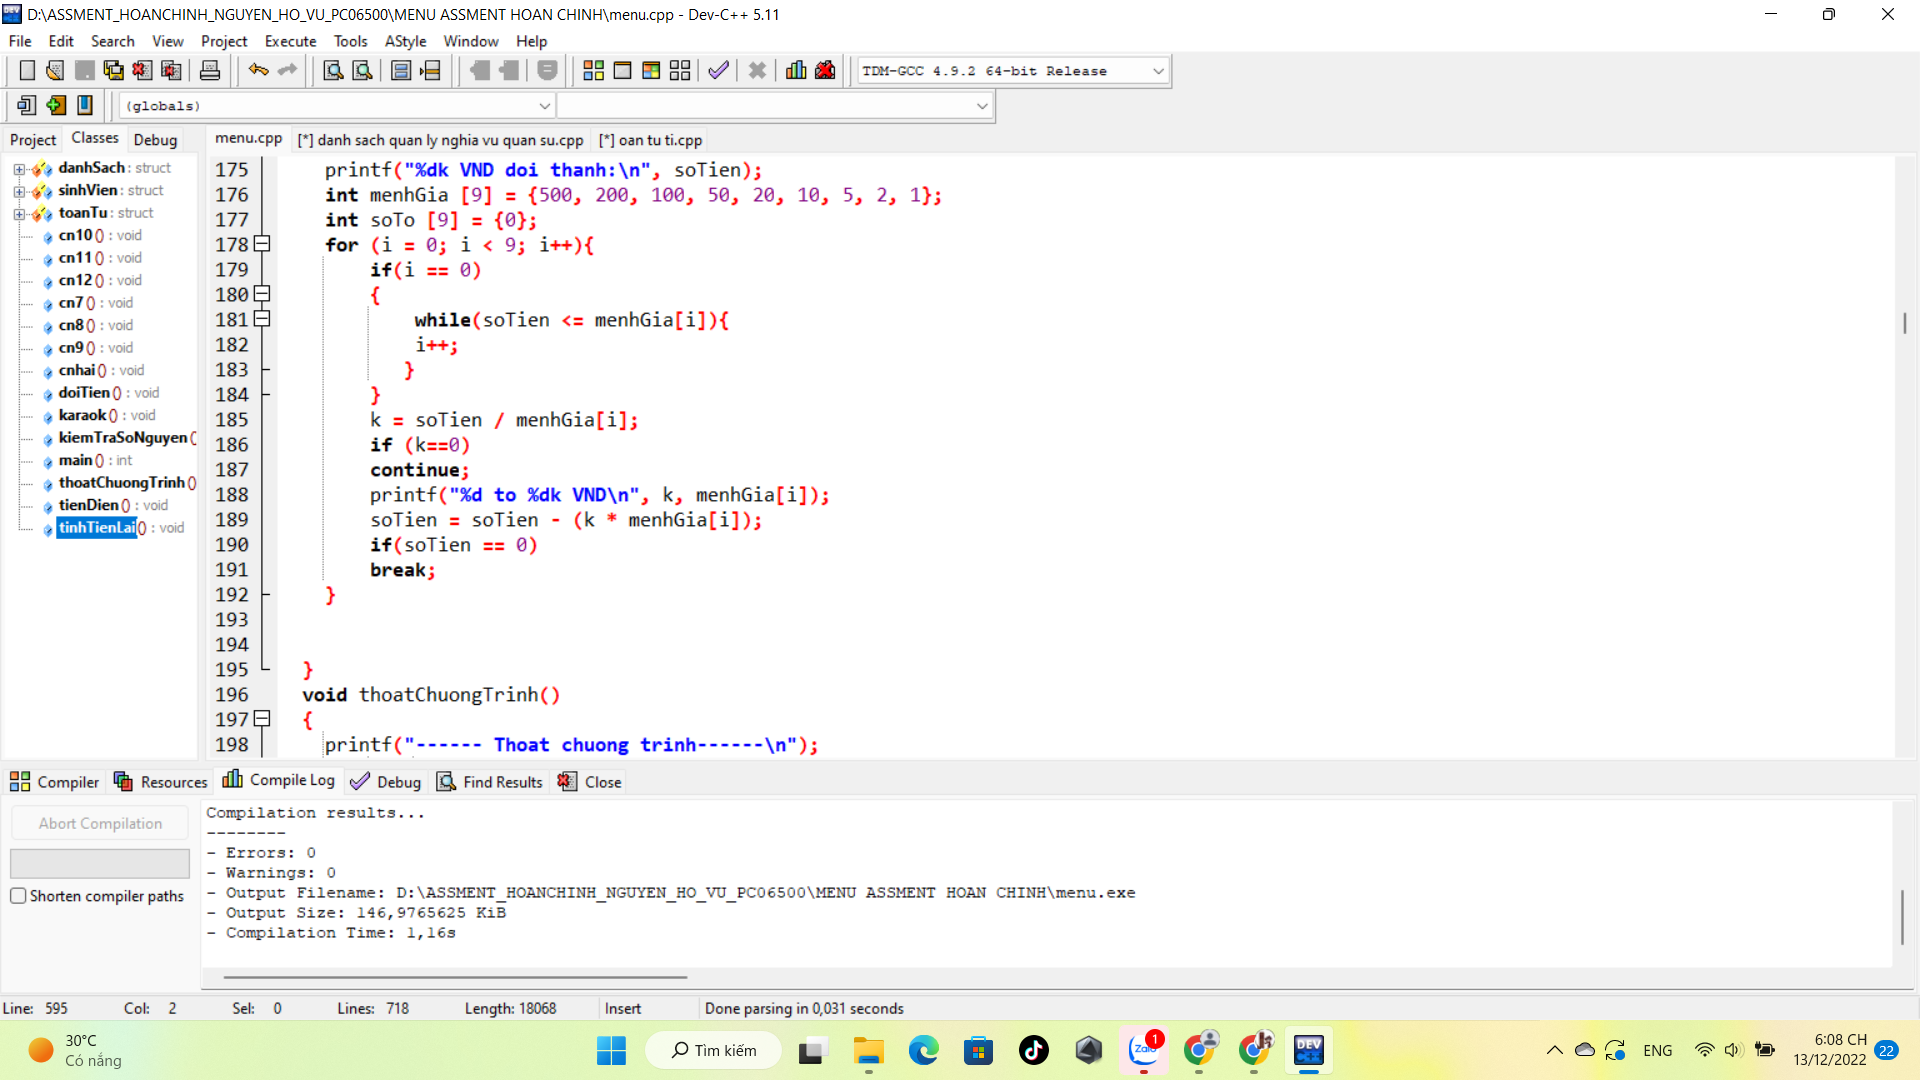 D:\ASSMENT_HOANCHINH_NGUYEN_HO_VU_PC06500\MENU ASSMENT HOAN CHINH\menu.cpp - Dev-C++ 5.11
File Edit Search View Project Execute Tools AStyle Window Help
TDM-GCC 4.9.2 64-bit Release
(globals)
Project Classes Debug
menu.cpp [*] danh sach quan ly nghia vu quan su.cpp [*] oan tu ti.cpp
danhSach : struct
sinhVien : struct
toanTu : struct
cn10 () : void
cn11 () : void
cn12 () : void
cn7 () : void
cn8 () : void
cn9 () : void
cnhai () : void
doiTien () : void
karaok () : void
kiemTraSoNguyen (
main () : int
thoatChuongTrinh ()
tienDien () : void
tinhTienLai () : void
175 printf("%dk VND doi thanh:\n", soTien);
176 int menhGia [9] = {500, 200, 100, 50, 20, 10, 5, 2, 1};
177 int soTo [9] = {0};
178 for (i = 0; i < 9; i++){
179 if(i == 0)
180 {
181 while(soTien <= menhGia[i]){
182 i++;
183 }
184 }
185 k = soTien / menhGia[i];
186 if (k==0)
187 continue;
188 printf("%d to %dk VND\n", k, menhGia[i]);
189 soTien = soTien - (k * menhGia[i]);
190 if(soTien == 0)
191 break;
192 }
193
194
195 }
196 void thoatChuongTrinh()
197 {
198 printf("------ Thoat chuong trinh------\n");
Compiler Resources Compile Log Debug Find Results Close
Abort Compilation
Shorten compiler paths
Compilation results...
--------
- Errors: 0
- Warnings: 0
- Output Filename: D:\ASSMENT_HOANCHINH_NGUYEN_HO_VU_PC06500\MENU ASSMENT HOAN CHINH\menu.exe
- Output Size: 146,9765625 KiB
- Compilation Time: 1,16s
Line: 595 Col: 2 Sel: 0 Lines: 718 Length: 18068 Insert Done parsing in 0,031 seconds
30°C
Có nắng
Tìm kiếm
Zalo
1
DEV
ENG
6:08 CH
13/12/2022
22